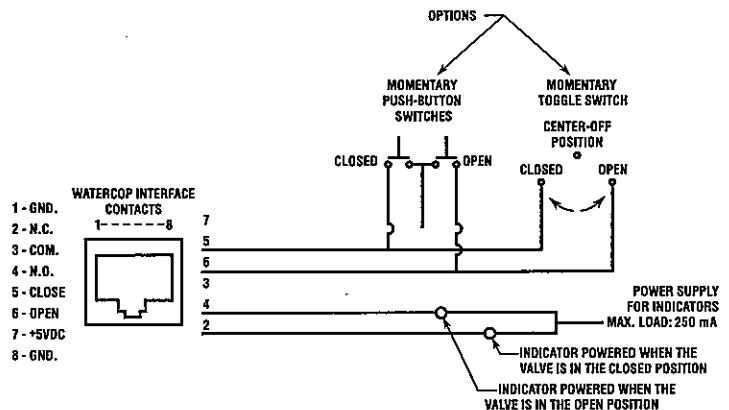 OPTIONS
MOMENTARY
PUSH-BUTTON
SWITCHES
MOMENTARY
TOGGLE SWITCH
CENTER-OFF
POSITION
CLOSED
OPEN
CLOSED
OPEN
WATERCOP INTERFACE
CONTACTS
1------8
1 - GND.
2 - N.C.
3 - COM.
4 - N.O.
5 - CLOSE
6 - OPEN
7 - +5VDC
8 - GND.
7
5
6
3
4
2
POWER SUPPLY
FOR INDICATORS
MAX. LOAD: 250 mA
INDICATOR POWERED WHEN THE
VALVE IS IN THE CLOSED POSITION
INDICATOR POWERED WHEN THE
VALVE IS IN THE OPEN POSITION